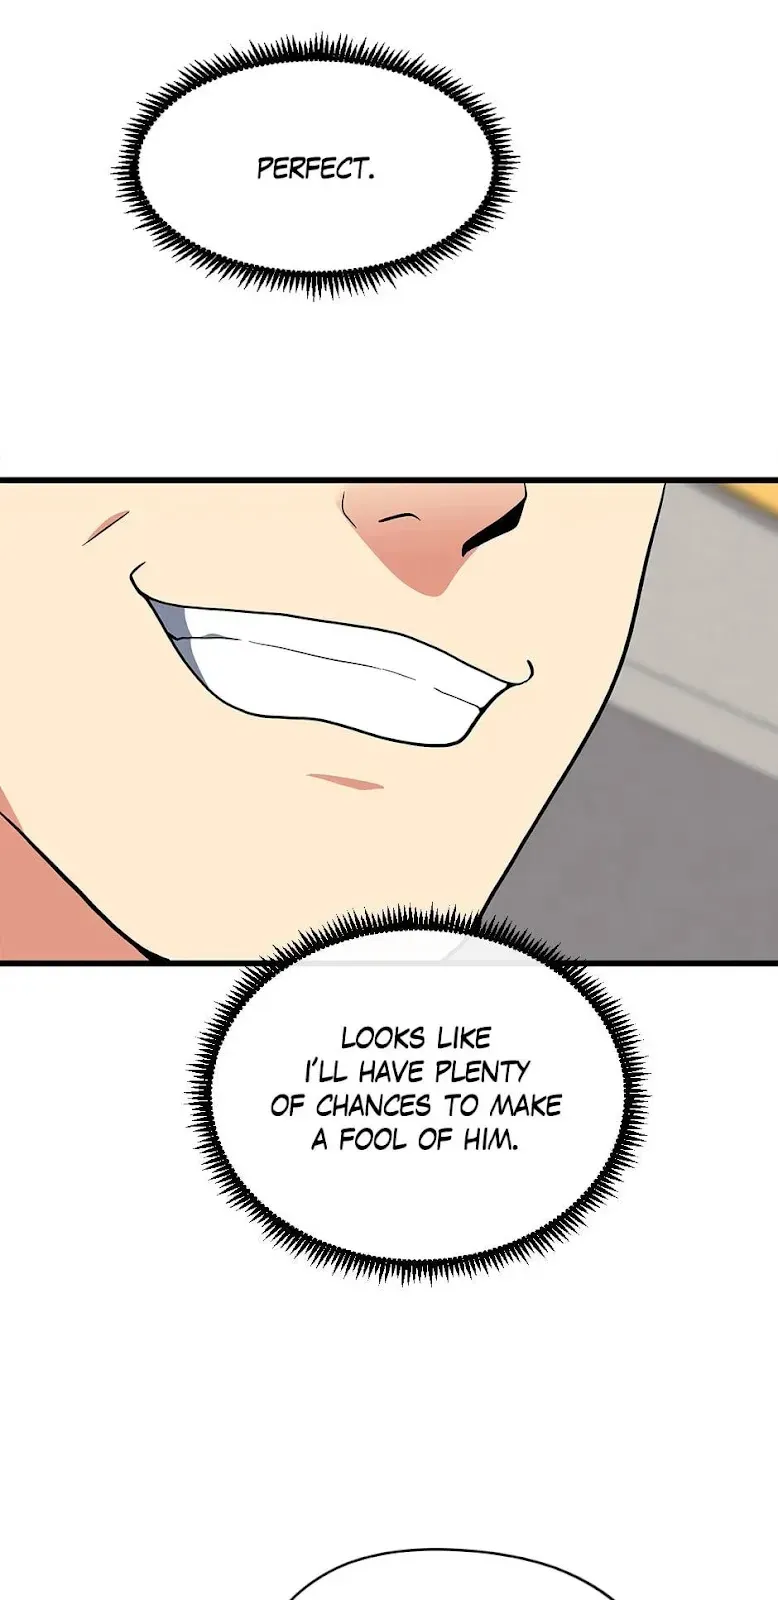 PERFECT.
LOOKS LIKE
I'LL HAVE PLENTY
OF CHANCES TO MAKE
A FOOL OF HIM.